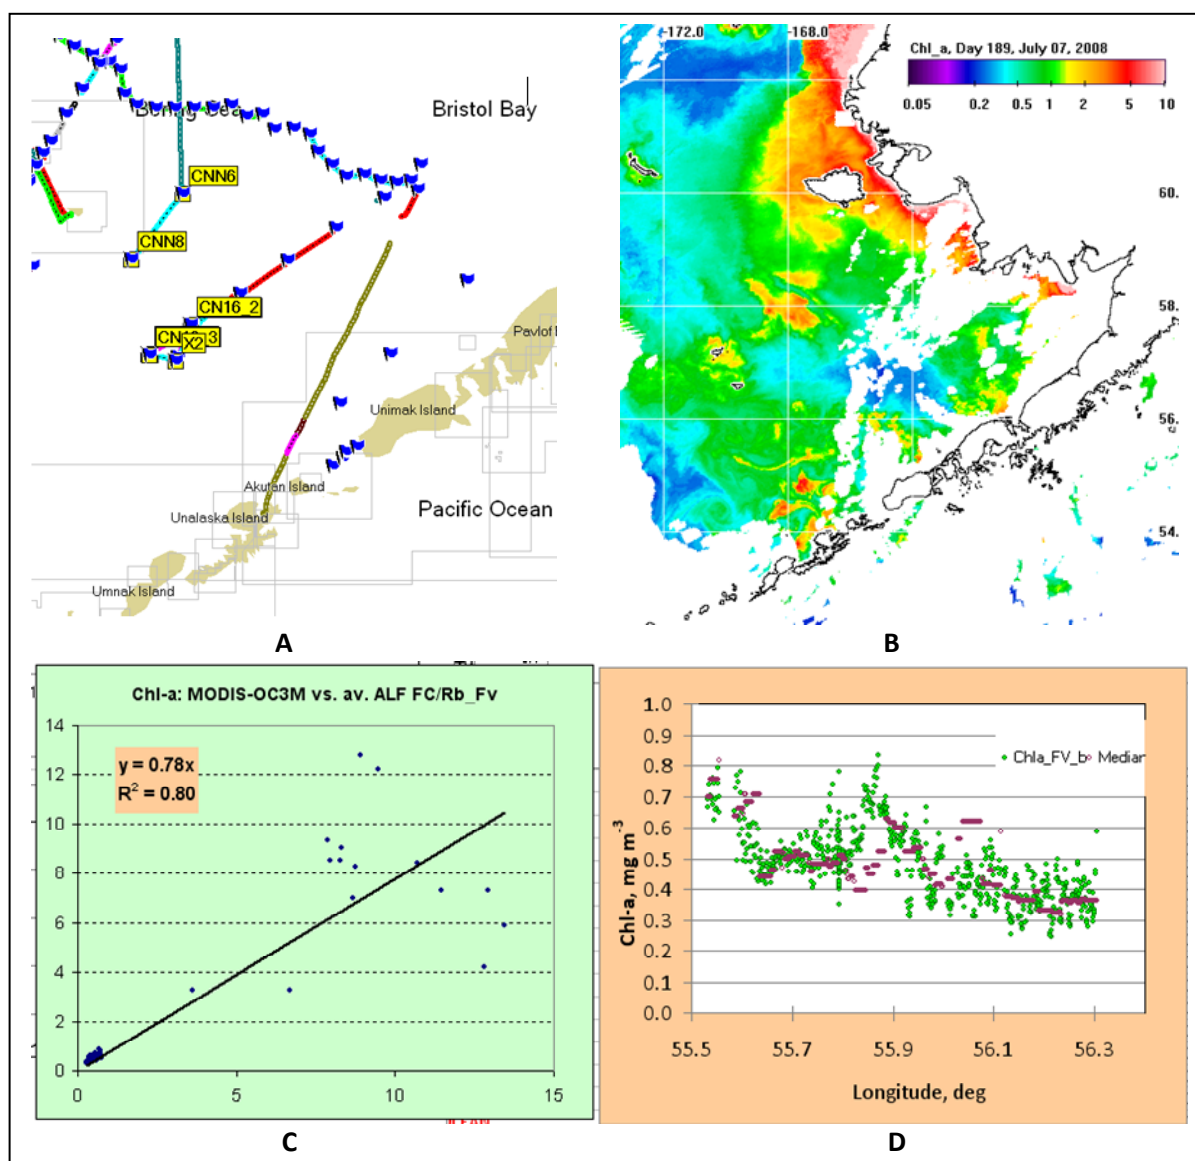 Bering Sea
Bristol Bay
CNN6
CNN8
CN16_2
X2
Pavlof
Unimak Island
Akutan Island
Unalaska Island
Pacific Ocean
Umnak Island
A
-172.0
-168.0
Chl_a, Day 189, July 07, 2008
0.05 0.2 0.5 1 2 5 10
60.
58.
56.
54.
B
Chl-a: MODIS-OC3M vs. av. ALF FC/Rb_Fv
y = 0.78x
R² = 0.80
14
12
10
8
6
4
2
0
0 5 10 15
C
Chl-a, mg m⁻³
1.0
0.9
0.8
0.7
0.6
0.5
0.4
0.3
0.2
0.1
0.0
Chla_FV_b
Median
55.5 55.7 55.9 56.1 56.3
Longitude, deg
D